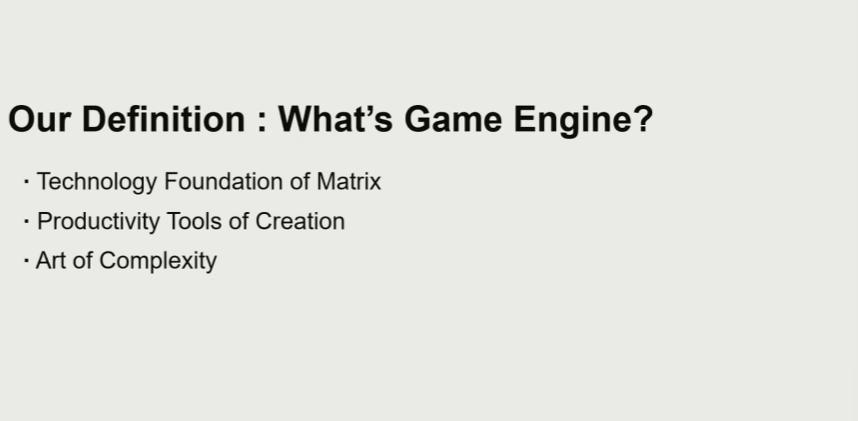 Our Definition : What’s Game Engine?
· Technology Foundation of Matrix
· Productivity Tools of Creation
· Art of Complexity